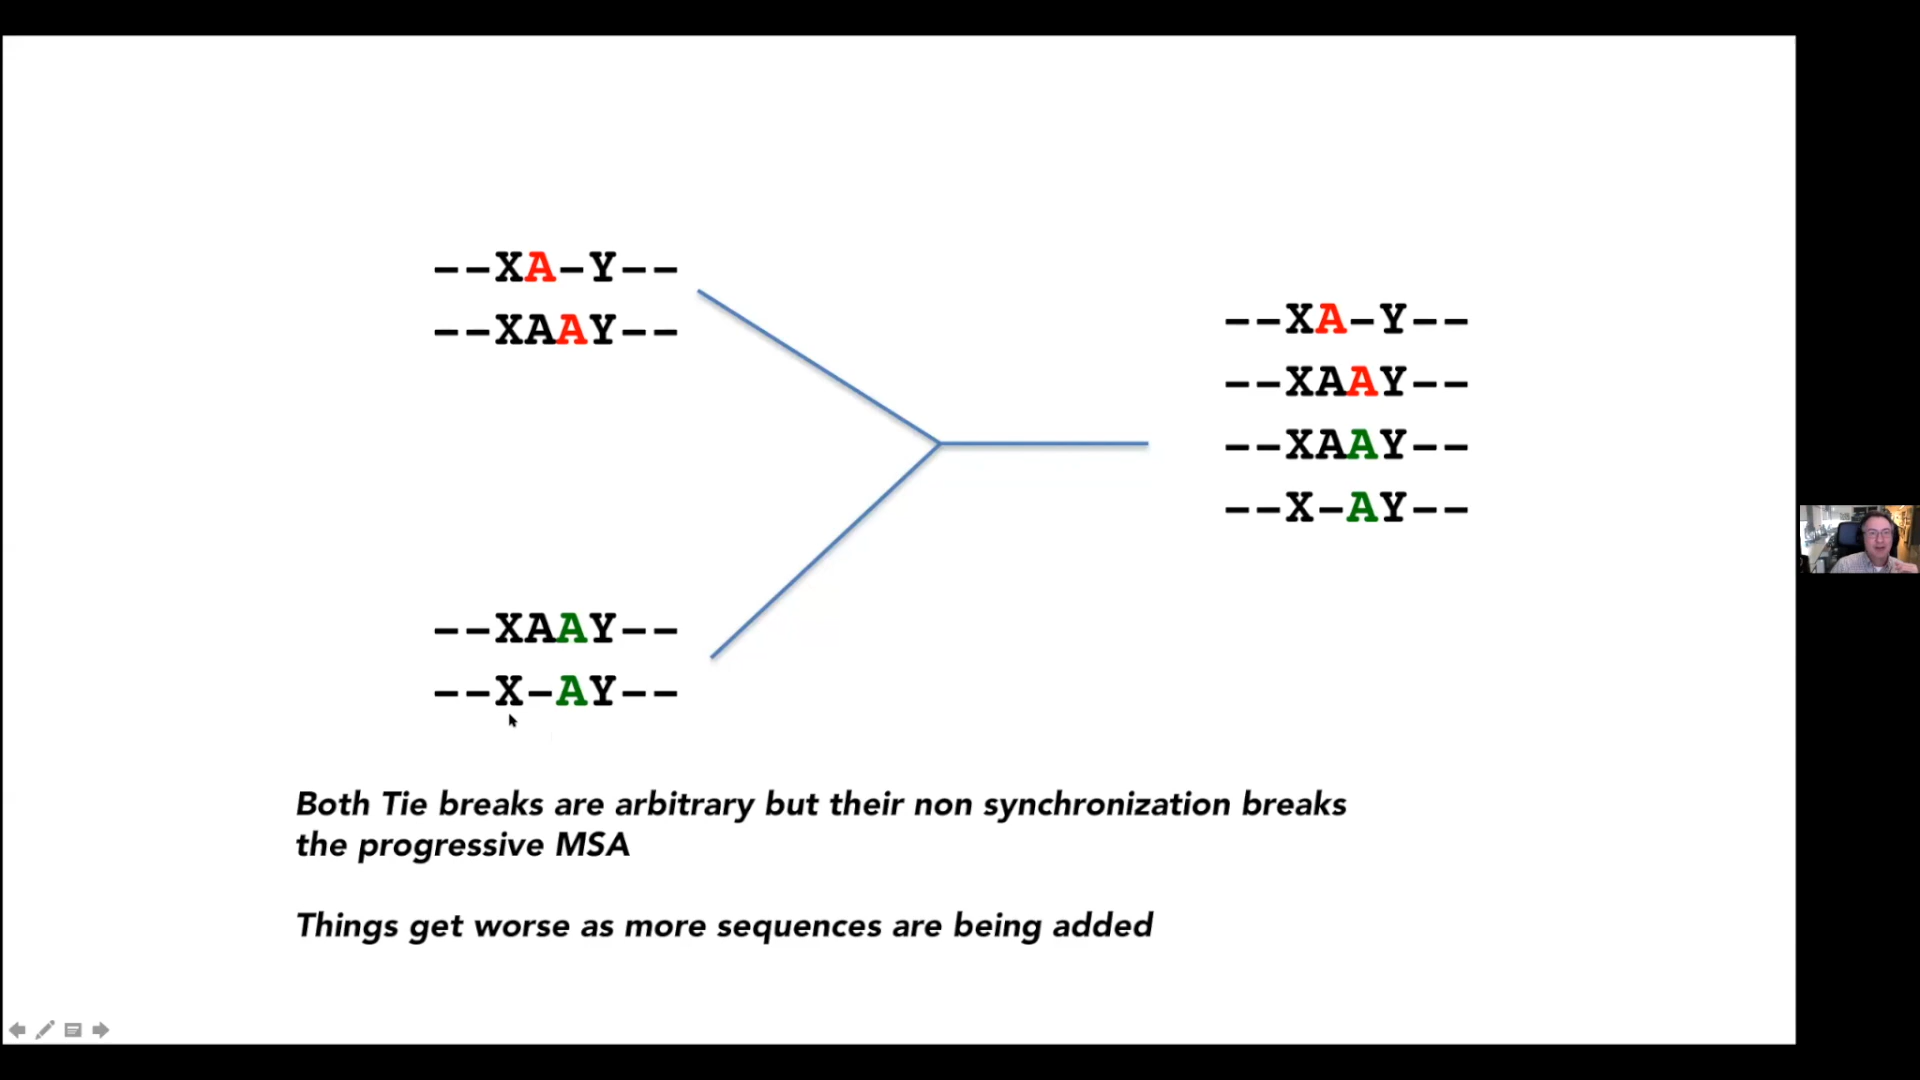 --XA-Y--
--XAAY--
--XA-Y--
--XAAY--
--XAAY--
--X-AY--
--XAAY--
--X-AY--
Both Tie breaks are arbitrary but their non synchronization breaks
the progressive MSA
Things get worse as more sequences are being added